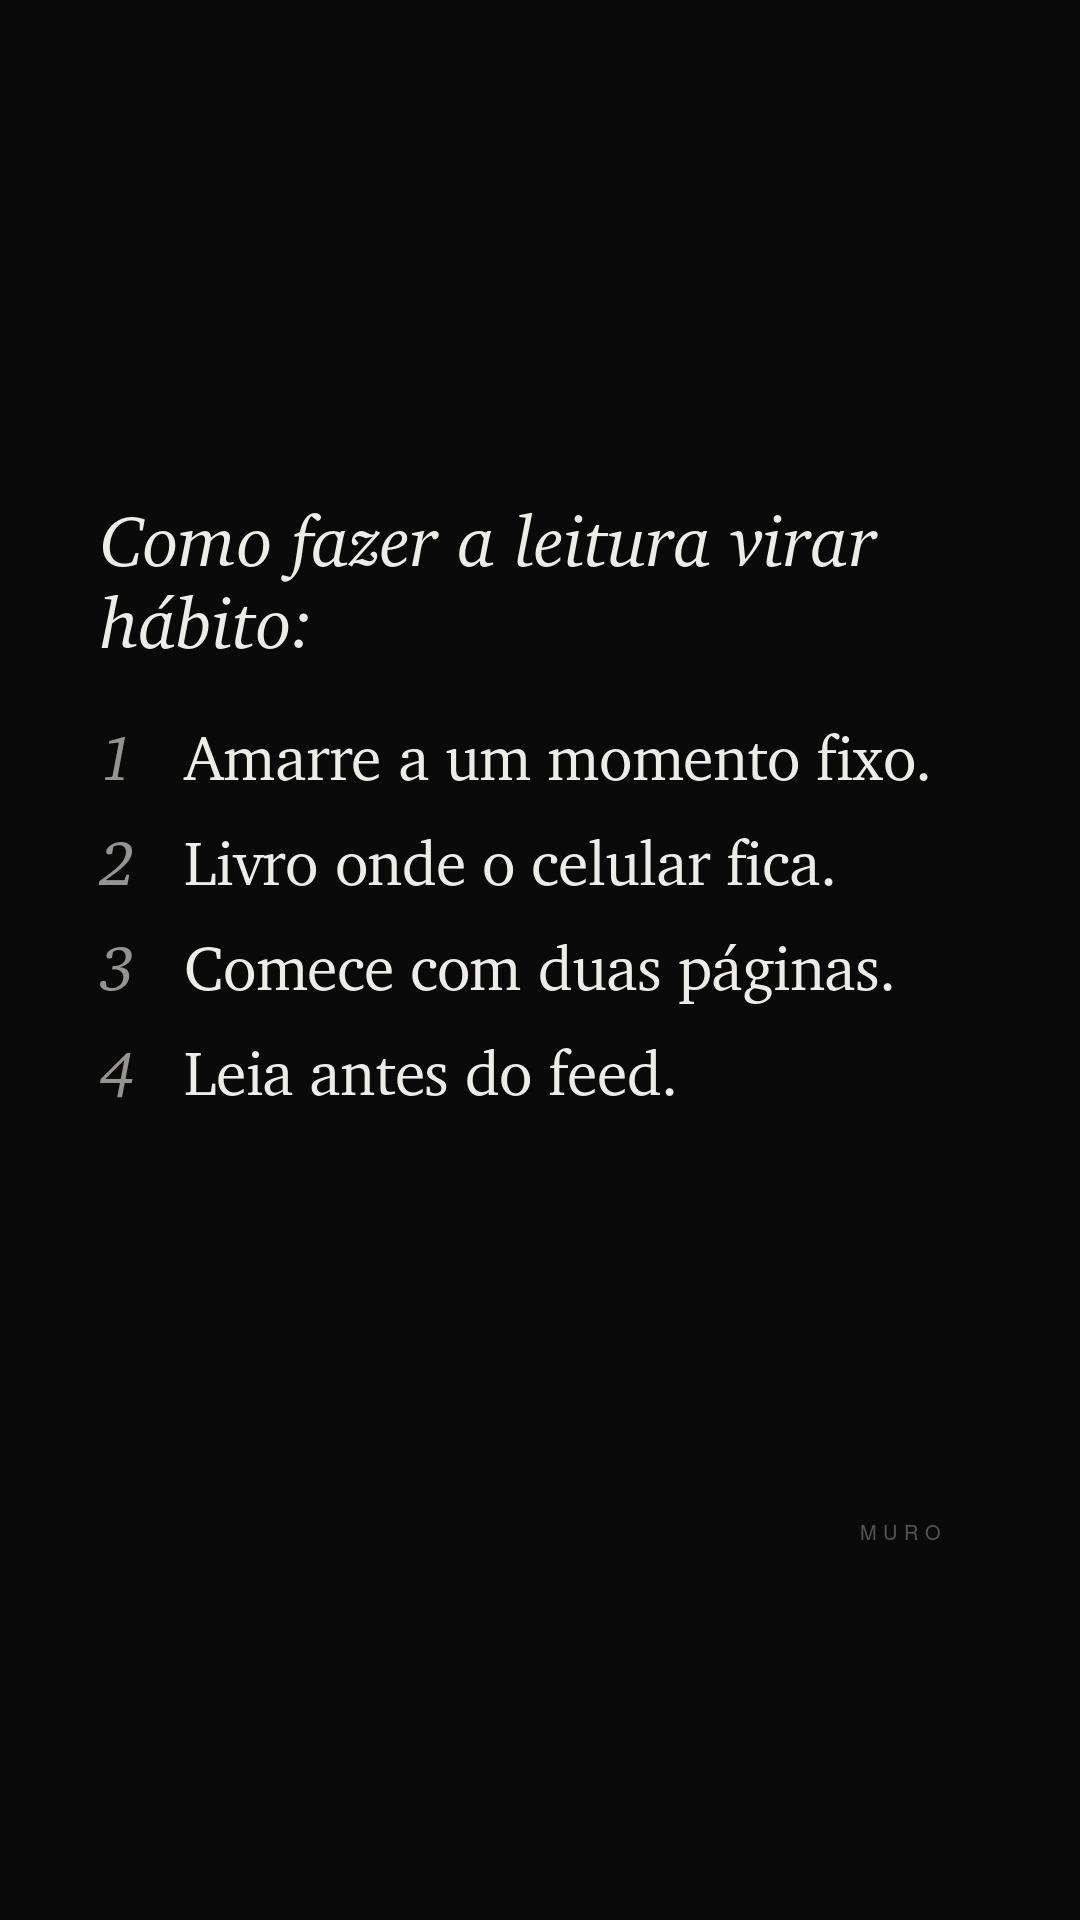 Como fazer a leitura virar
hábito:
1 Amarre a um momento fixo.
2 Livro onde o celular fica.
3 Comece com duas páginas.
4 Leia antes do feed.
MURO